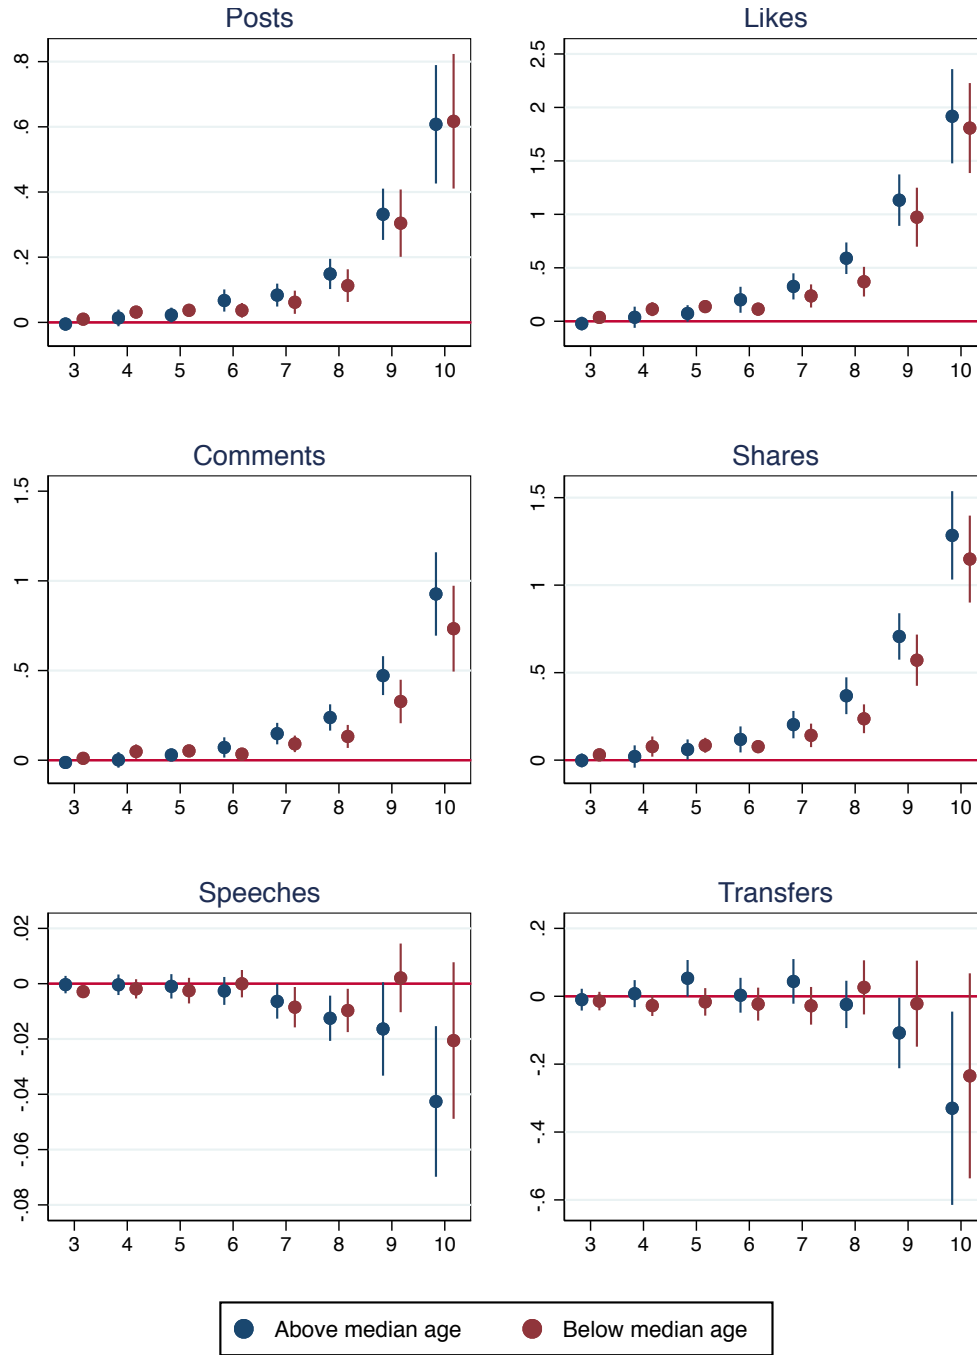 Posts
.8
.6
.4
.2
0
3 4 5 6 7 8 9 10
Likes
2.5
2
1.5
1
.5
0
3 4 5 6 7 8 9 10
Comments
1.5
1
.5
0
3 4 5 6 7 8 9 10
Shares
1.5
1
.5
0
3 4 5 6 7 8 9 10
Speeches
.02
0
-.02
-.04
-.06
-.08
3 4 5 6 7 8 9 10
Transfers
.2
0
-.2
-.4
-.6
3 4 5 6 7 8 9 10
Above median age Below median age